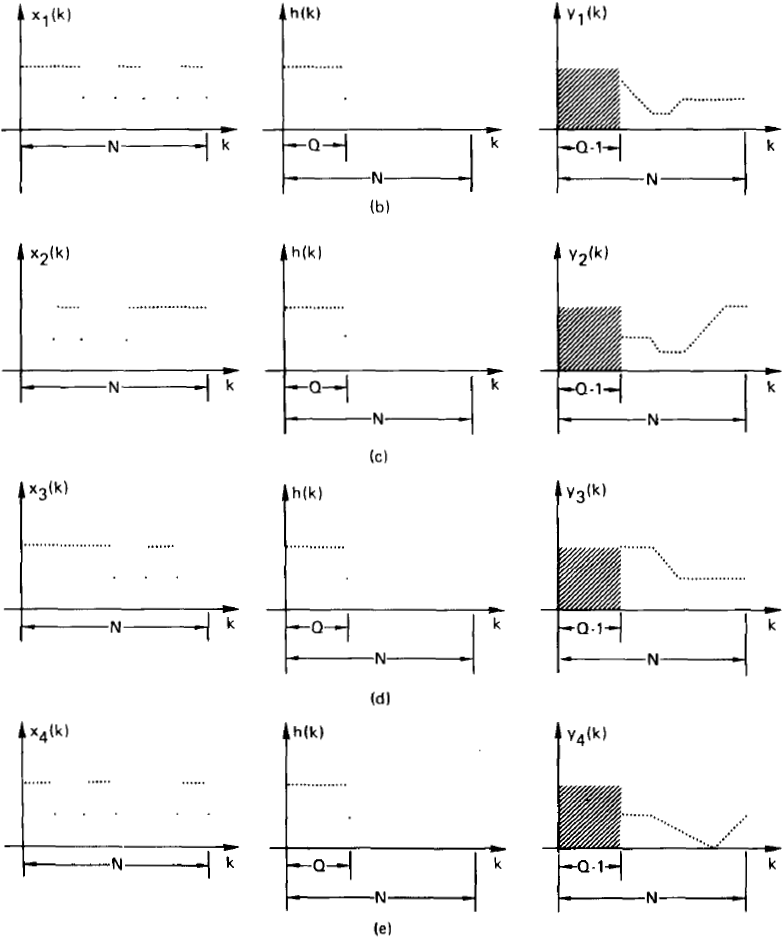 x1(k) h(k) y1(k)
N k Q k Q-1 k
N N
(b)
x2(k) h(k) y2(k)
N k Q k Q-1 k
N N
(c)
x3(k) h(k) y3(k)
N k Q k Q-1 k
N N
(d)
x4(k) h(k) y4(k)
N k Q k Q-1 k
N N
(e)